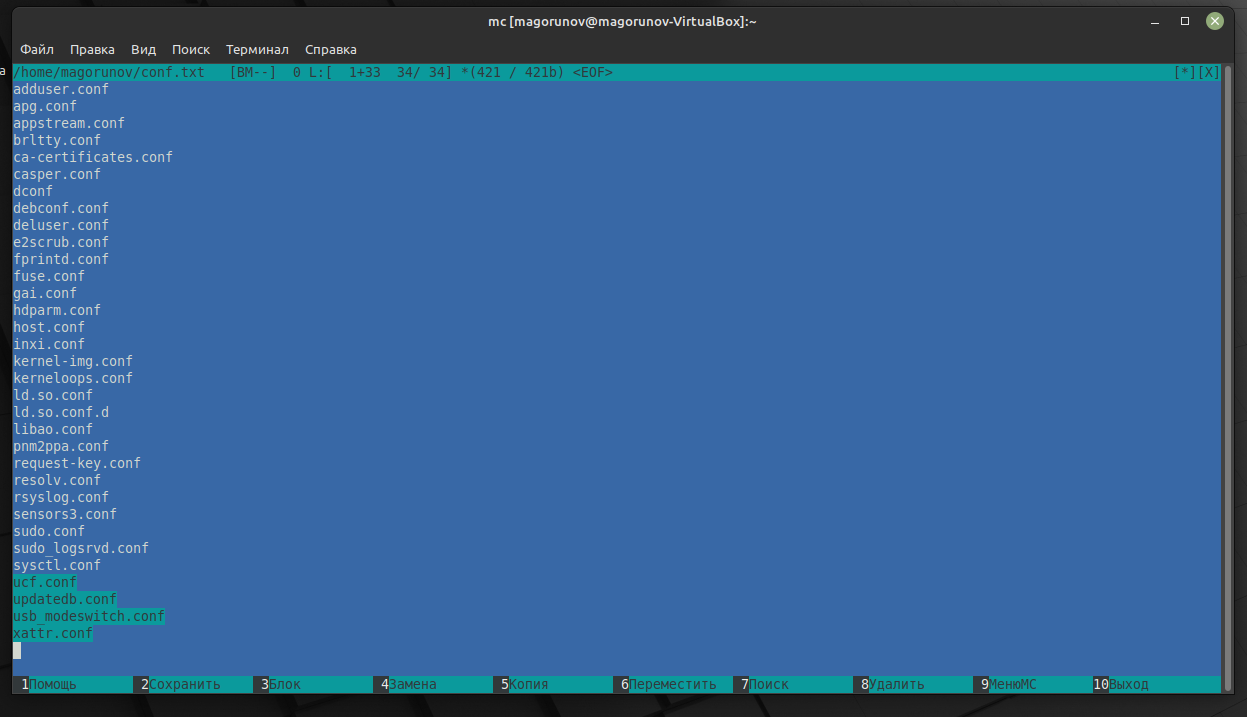 mc [magorunov@magorunov-VirtualBox]:~
Файл Правка Вид Поиск Терминал Справка
а
/home/magorunov/conf.txt [BM--] 0 L:[ 1+33 34/ 34] *(421 / 421b) <EOF> [*][X]
adduser.conf
apg.conf
appstream.conf
brltty.conf
ca-certificates.conf
casper.conf
dconf
debconf.conf
deluser.conf
e2scrub.conf
fprintd.conf
fuse.conf
gai.conf
hdparm.conf
host.conf
inxi.conf
kernel-img.conf
kerneloops.conf
ld.so.conf
ld.so.conf.d
libao.conf
pnm2ppa.conf
request-key.conf
resolv.conf
rsyslog.conf
sensors3.conf
sudo.conf
sudo_logsrvd.conf
sysctl.conf
ucf.conf
updatedb.conf
usb_modeswitch.conf
xattr.conf
1Помощь 2Сохранить 3Блок 4Замена 5Копия 6Переместить 7Поиск 8Удалить 9МенюMC 10Выход